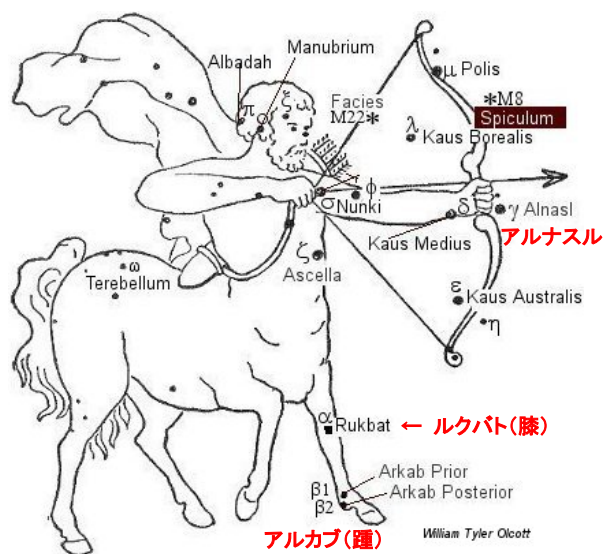 Albadah
Manubrium
μ Polis
π
ζ
Facies
M22*
*M8
Spiculum
λ
Kaus Borealis
τ
φ
σ
Nunki
δ
γ Alnasl
アルナスル
Kaus Medius
ζ
Ascella
ω
Terebellum
ε
Kaus Australis
η
α
Rukbat
← ルクバト(膝)
Arkab Prior
β1
Arkab Posterior
β2
アルカブ(踵)
William Tyler Olcott